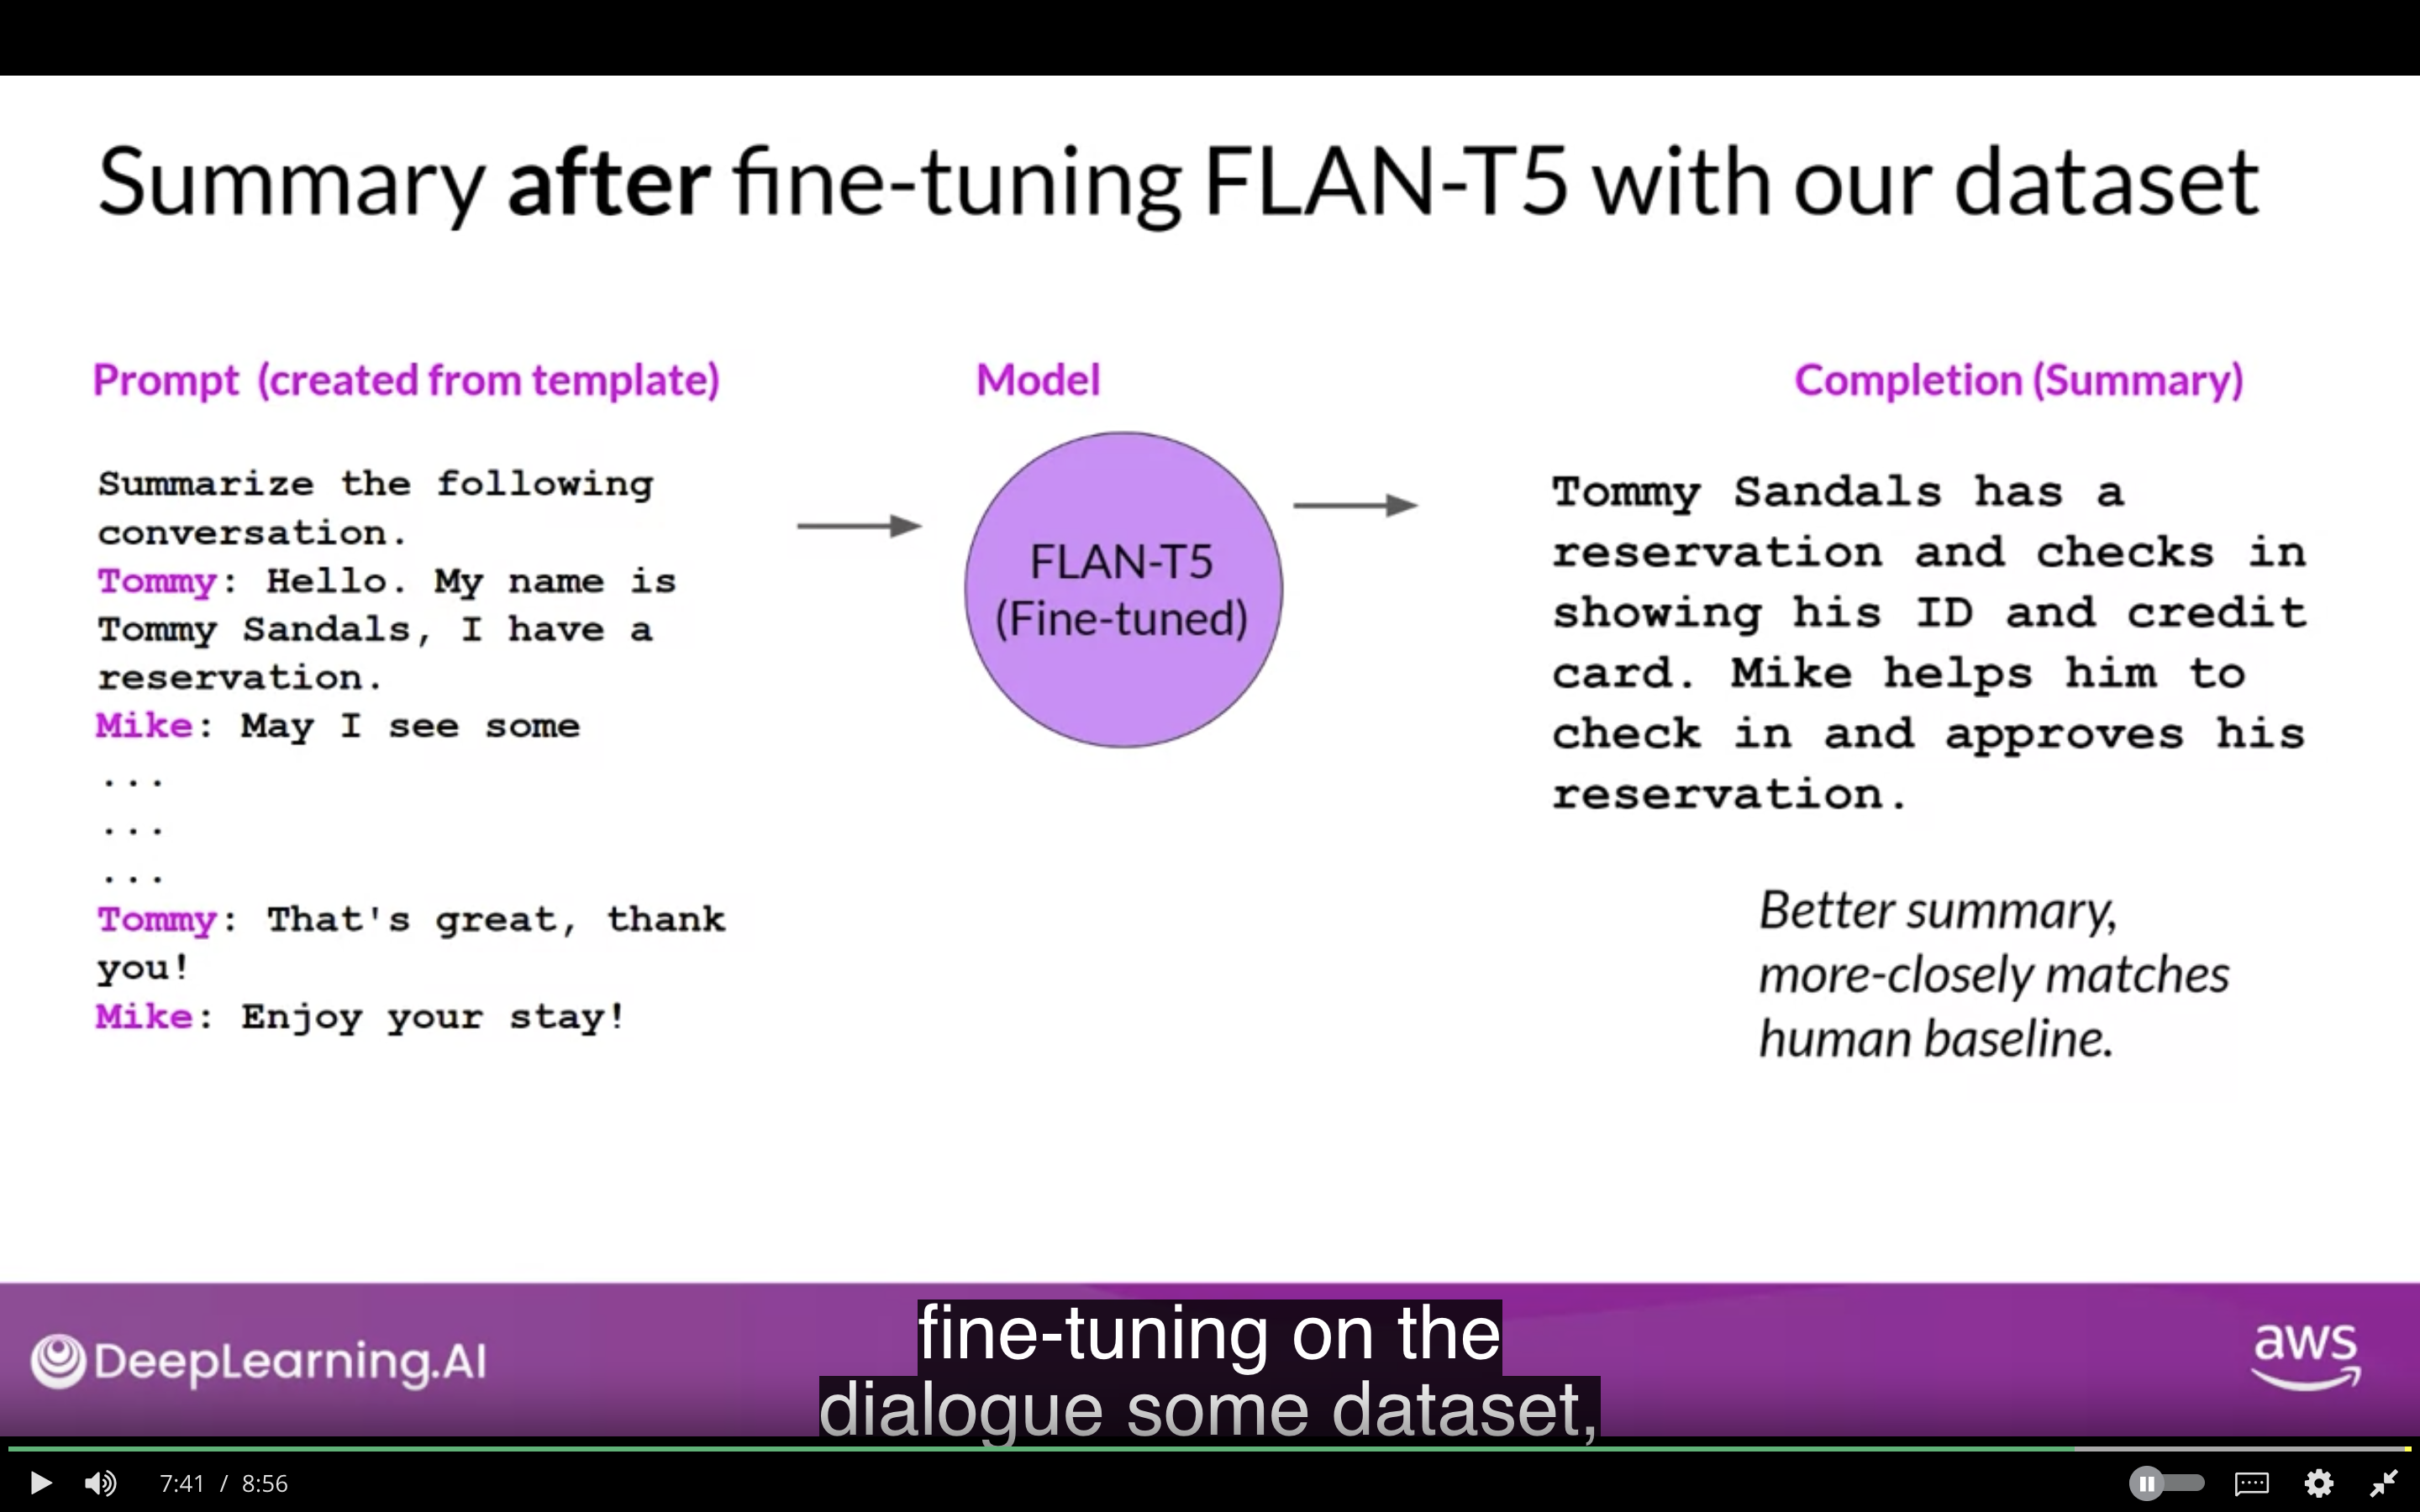 Summary after fine-tuning FLAN-T5 with our dataset
Prompt (created from template)
Summarize the following
conversation.
Tommy: Hello. My name is
Tommy Sandals, I have a
reservation.
Mike: May I see some
...
...
...
Tommy: That's great, thank
you!
Mike: Enjoy your stay!
Model
FLAN-T5
(Fine-tuned)
Completion (Summary)
Tommy Sandals has a
reservation and checks in
showing his ID and credit
card. Mike helps him to
check in and approves his
reservation.
Better summary,
more-closely matches
human baseline.
DeepLearning.AI
fine-tuning on the
dialogue some dataset,
aws
7:41 / 8:56